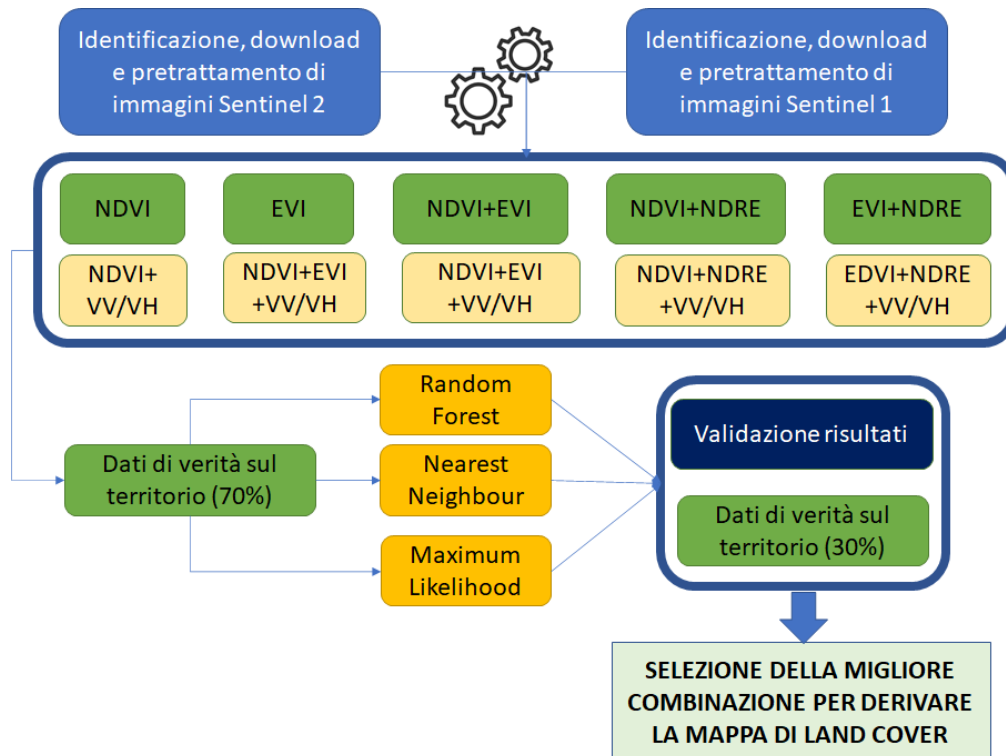 Identificazione, download
e pretrattamento di
immagini Sentinel 2
Identificazione, download
e pretrattamento di
immagini Sentinel 1
NDVI
EVI
NDVI+EVI
NDVI+NDRE
EVI+NDRE
NDVI+
VV/VH
NDVI+EVI
+VV/VH
NDVI+EVI
+VV/VH
NDVI+NDRE
+VV/VH
EDVI+NDRE
+VV/VH
Random
Forest
Dati di verità sul
territorio (70%)
Nearest
Neighbour
Maximum
Likelihood
Validazione risultati
Dati di verità sul
territorio (30%)
SELEZIONE DELLA MIGLIORE
COMBINAZIONE PER DERIVARE
LA MAPPA DI LAND COVER